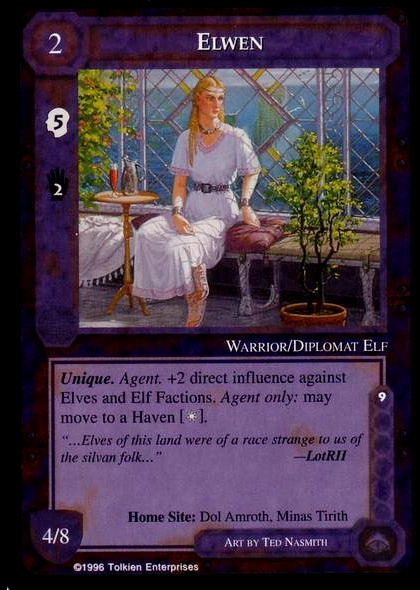 2
ELWEN
5
2
WARRIOR/DIPLOMAT ELF
Unique. Agent. +2 direct influence against
Elves and Elf Factions. Agent only: may
move to a Haven [ ].
9
“...Elves of this land were of a race strange to us of
the silvan folk...” —LotRII
Home Site: Dol Amroth, Minas Tirith
4/8
ART BY TED NASMITH
©1996 Tolkien Enterprises